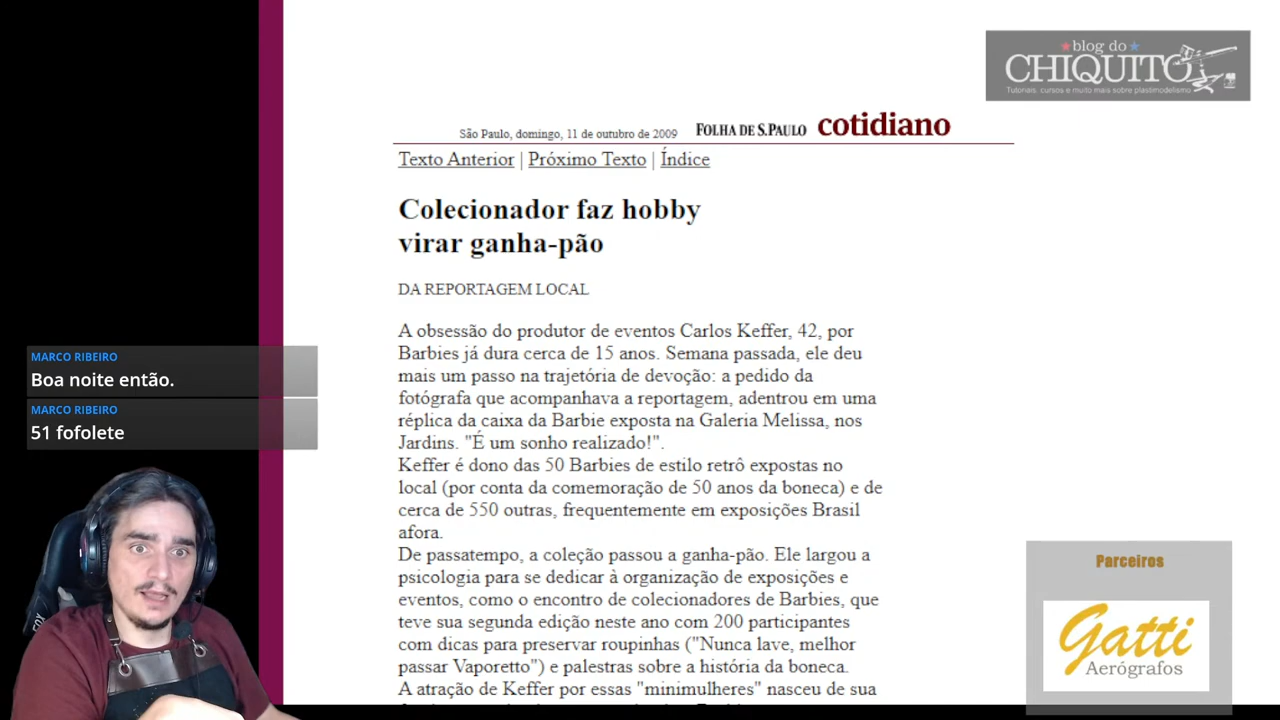 blog do
CHIQUITO
Tutoriais, cursos e muito mais sobre plastimodelismo
São Paulo, domingo, 11 de outubro de 2009 FOLHA DE S.PAULO cotidiano
Texto Anterior | Próximo Texto | Índice
Colecionador faz hobby
virar ganha-pão
DA REPORTAGEM LOCAL
A obsessão do produtor de eventos Carlos Keffer, 42, por
Barbies já dura cerca de 15 anos. Semana passada, ele deu
mais um passo na trajetória de devoção: a pedido da
fotógrafa que acompanhava a reportagem, adentrou em uma
réplica da caixa da Barbie exposta na Galeria Melissa, nos
Jardins. "É um sonho realizado!".
Keffer é dono das 50 Barbies de estilo retrô expostas no
local (por conta da comemoração de 50 anos da boneca) e de
cerca de 550 outras, frequentemente em exposições Brasil
afora.
De passatempo, a coleção passou a ganha-pão. Ele largou a
psicologia para se dedicar à organização de exposições e
eventos, como o encontro de colecionadores de Barbies, que
teve sua segunda edição neste ano com 200 participantes
com dicas para preservar roupinhas ("Nunca lave, melhor
passar Vaporetto") e palestras sobre a história da boneca.
A atração de Keffer por essas "minimulheres" nasceu de sua
MARCO RIBEIRO
Boa noite então.
MARCO RIBEIRO
51 fofolete
Parceiros
Gatti
Aerógrafos